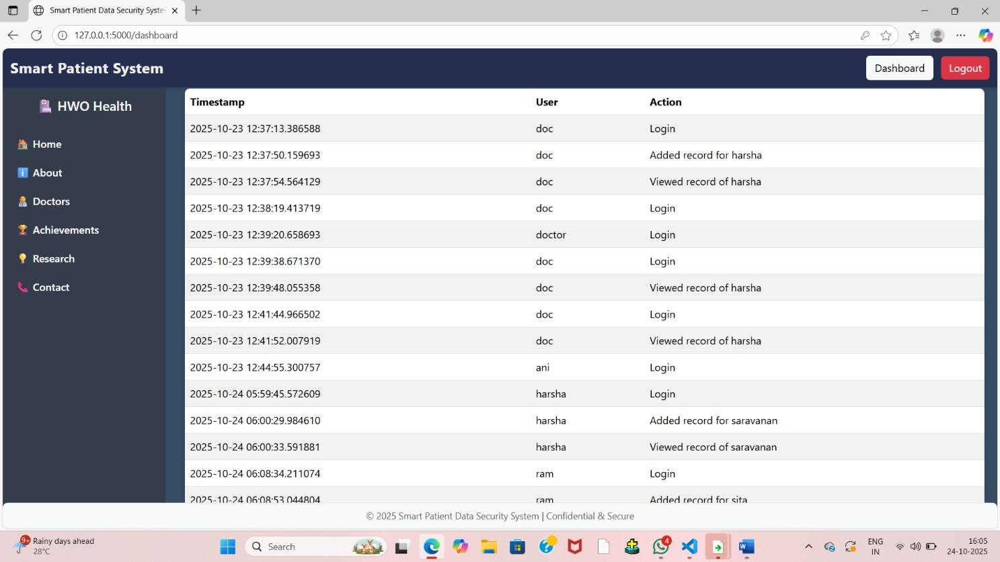 Smart Patient Data Security Syste
127.0.0.1:5000/dashboard
Smart Patient System
Dashboard
Logout
HWO Health
Home
About
Doctors
Achievements
Research
Contact
Timestamp User Action
2025-10-23 12:37:13.386588 doc Login
2025-10-23 12:37:50.159693 doc Added record for harsha
2025-10-23 12:37:54.564129 doc Viewed record of harsha
2025-10-23 12:38:19.413719 doc Login
2025-10-23 12:39:20.658693 doctor Login
2025-10-23 12:39:38.671370 doc Login
2025-10-23 12:39:48.055358 doc Viewed record of harsha
2025-10-23 12:41:44.966502 doc Login
2025-10-23 12:41:52.007919 doc Viewed record of harsha
2025-10-23 12:44:55.300757 ani Login
2025-10-24 05:59:45.572609 harsha Login
2025-10-24 06:00:29.984610 harsha Added record for saravanan
2025-10-24 06:00:33.591881 harsha Viewed record of saravanan
2025-10-24 06:08:34.211074 ram Login
2025-10-24 06:08:53.044804 ram Added record for sita
© 2025 Smart Patient Data Security System | Confidential & Secure
9+
Rainy days ahead
28°C
Search
4
ENG
IN
16:05
24-10-2025